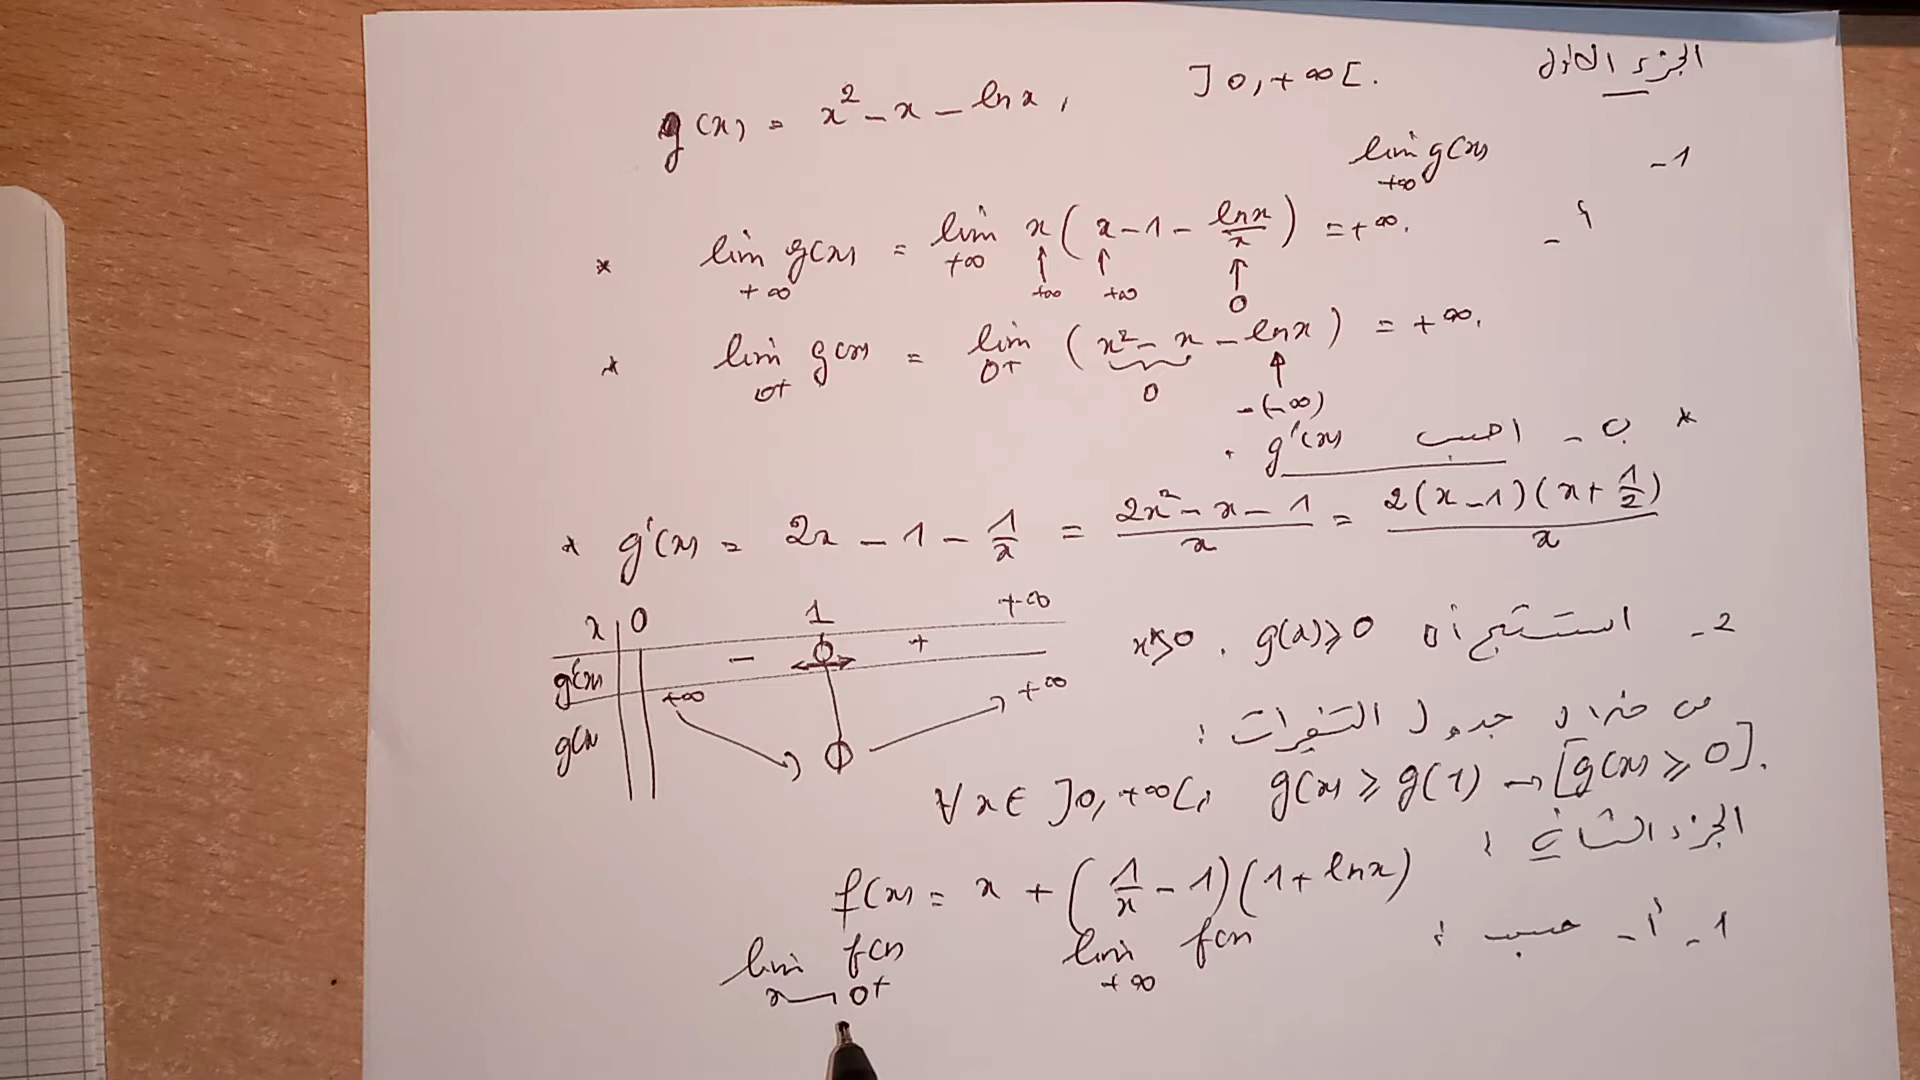 الجزء الأول
g(x) = x² - x - ln x , ]0, +∞[.
1- lim g(x)
+∞
أ- * lim g(x) = lim x ( x - 1 - ln x / x ) = +∞.
+∞ +∞ +∞ +∞ 0
* lim g(x) = lim ( x² - x - ln x ) = +∞.
0+ 0+ 0 -(-∞)
* ب - احسب g'(x) .
* g'(x) = 2x - 1 - 1/x = (2x² - x - 1)/x = 2(x - 1)(x + 1/2)/x
x 0 1 +∞
g'(x) - 0 +
g(x) +∞ 0 +∞
2- استنتج أن g(x) ≥ 0 . x > 0
من خلال جدول التغيرات :
∀x ∈ ]0, +∞[, g(x) ≥ g(1) → [g(x) ≥ 0].
الجزء الثاني :
f(x) = x + ( 1/x - 1 )( 1 + ln x )
1- أ- حسب : lim f(x) lim f(x)
+∞ x → 0+